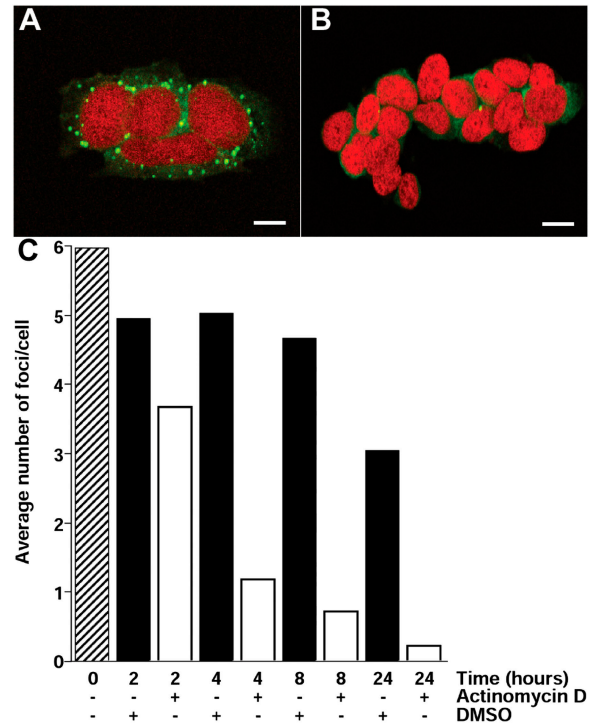 A
B
C
Average number of foci/cell
6
5
4
3
2
1
0
0 2 2 4 4 8 8 24 24 Time (hours)
- - + - + - + - + Actinomycin D
- + - + - + - + - DMSO